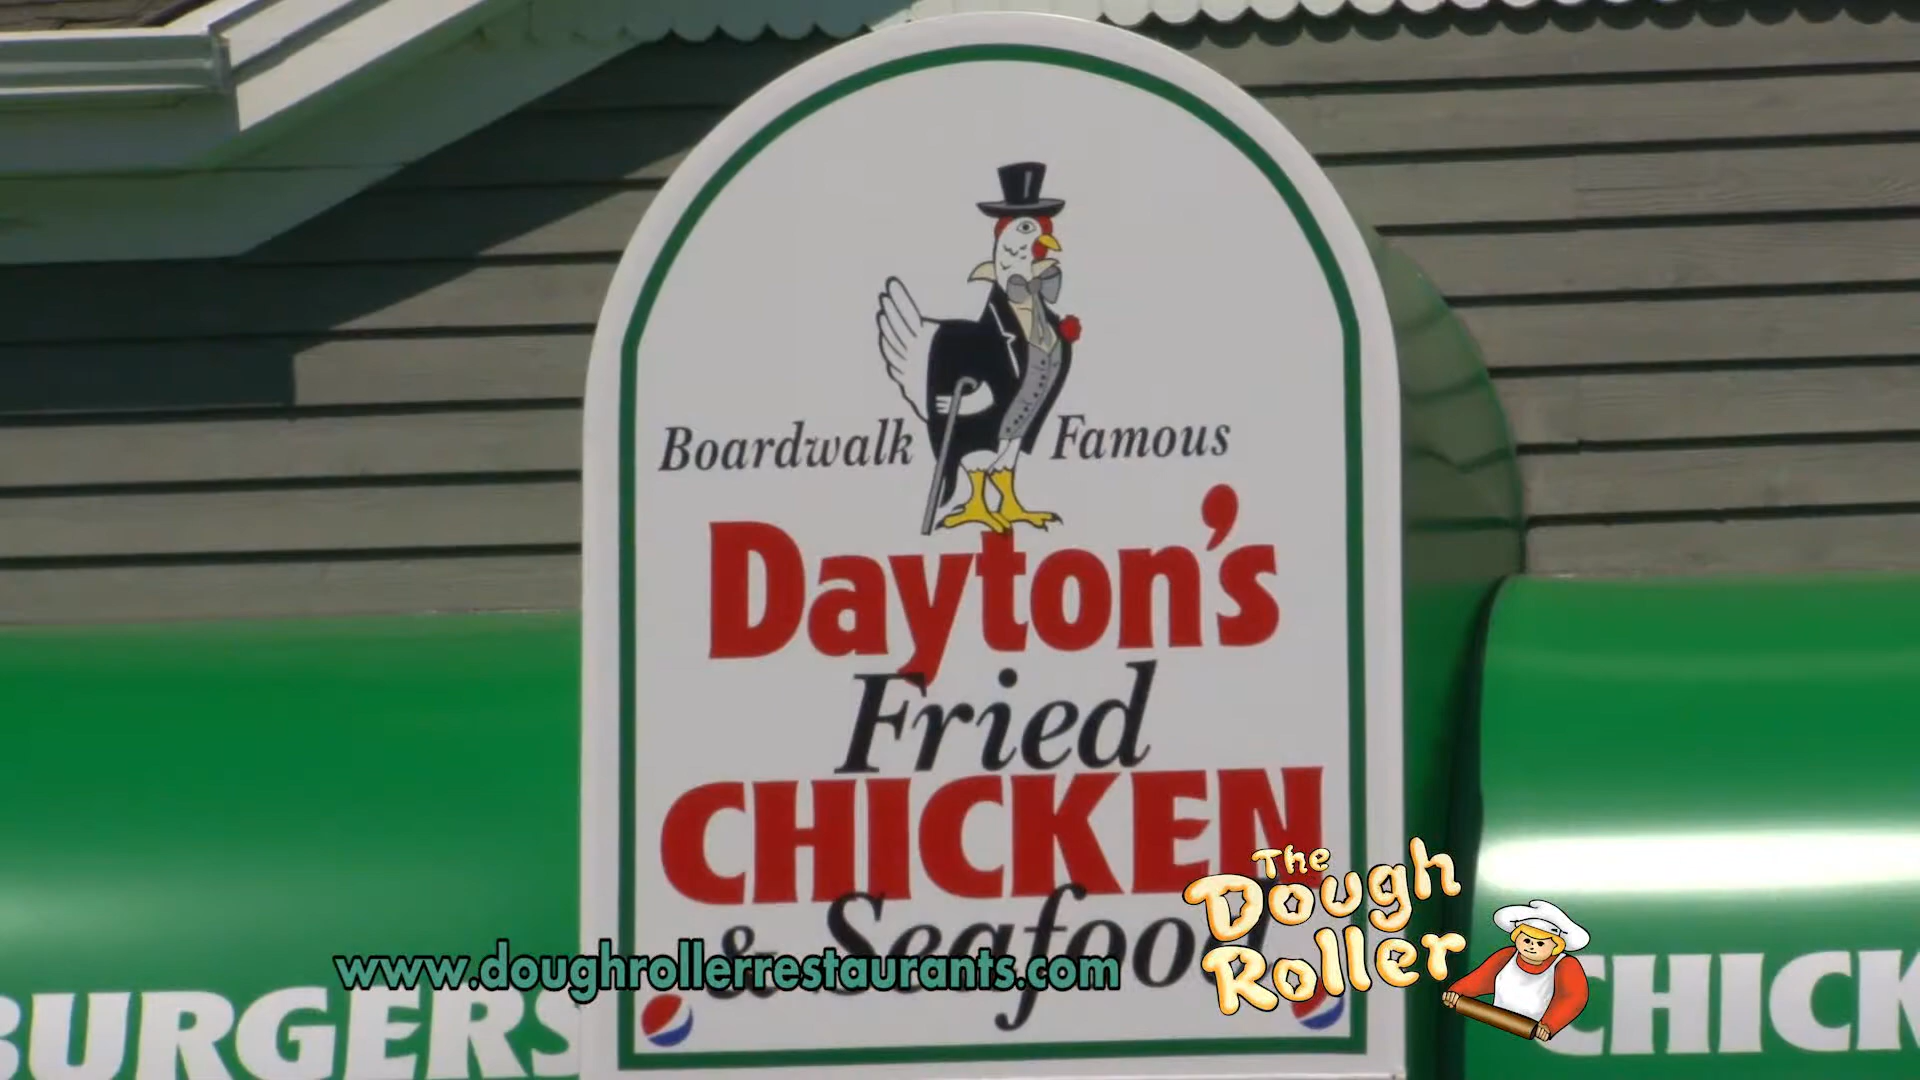 Boardwalk Famous
Dayton's
Fried
CHICKEN
& Seafood
www.doughrollerrestaurants.com
The
Dough
Roller
BURGERS
CHICK